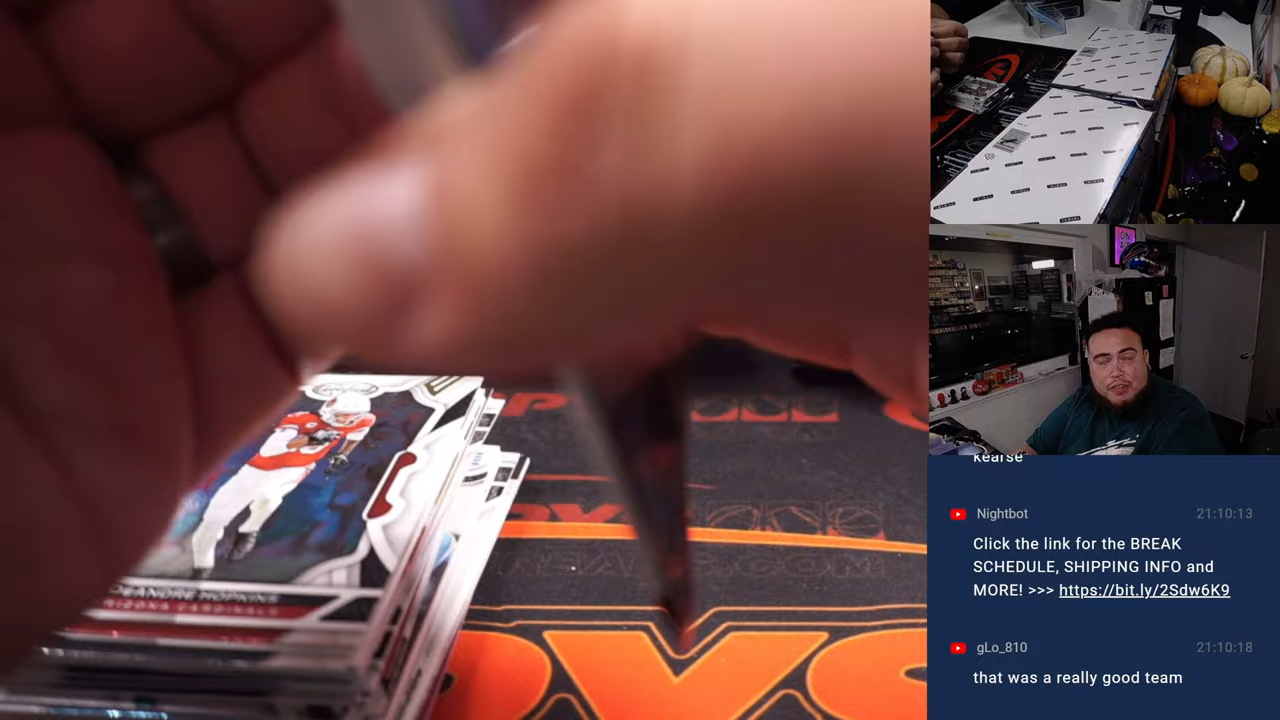 DEANDRE HOPKINS
ARIZONA CARDINALS
kearse
Nightbot
21:10:13
Click the link for the BREAK
SCHEDULE, SHIPPING INFO and
MORE! >>> https://bit.ly/2Sdw6K9
gLo_810
21:10:18
that was a really good team